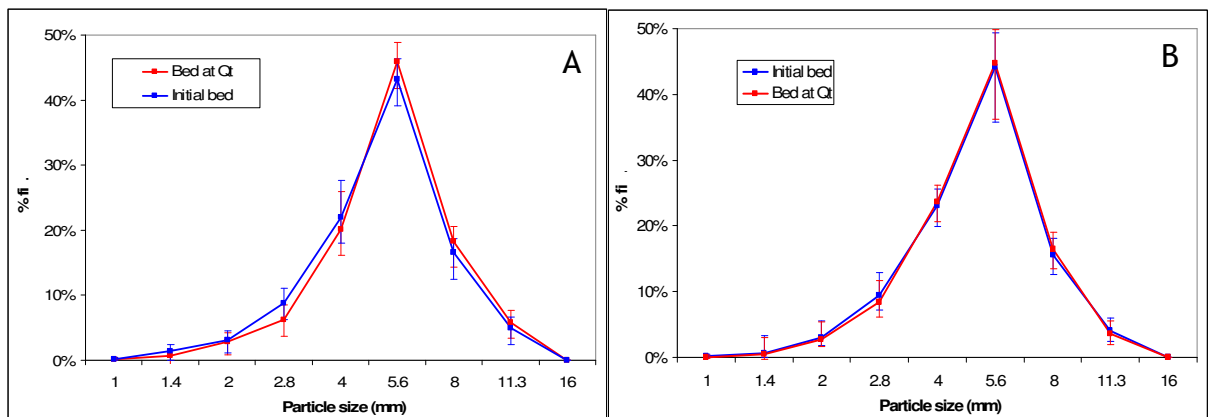 50%
40%
30%
20%
10%
0%
% fi .
Bed at Qt
Initial bed
A
1 1.4 2 2.8 4 5.6 8 11.3 16
Particle size (mm)
50%
40%
30%
20%
10%
0%
% fi .
Initial bed
Bed at Qt
B
1 1.4 2 2.8 4 5.6 8 11.3 16
Particle size (mm)